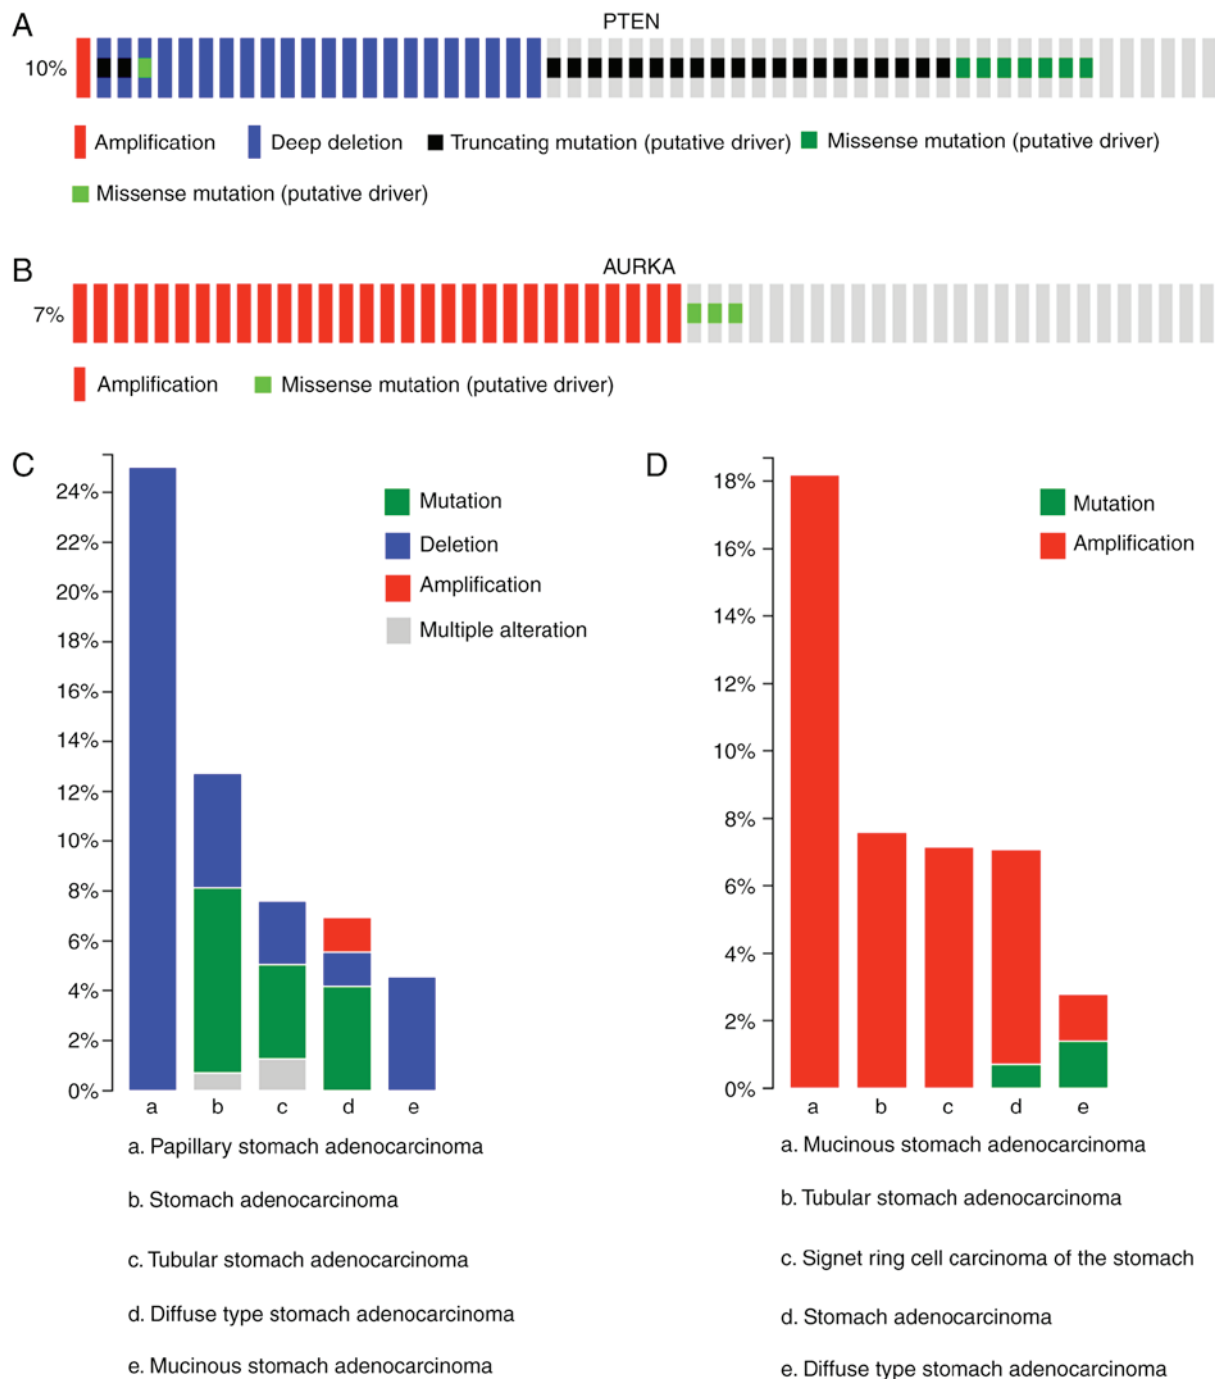 A
PTEN
10%
Amplification
Deep deletion
Truncating mutation (putative driver)
Missense mutation (putative driver)
Missense mutation (putative driver)
B
AURKA
7%
Amplification
Missense mutation (putative driver)
C
24%
22%
20%
18%
16%
14%
12%
10%
8%
6%
4%
2%
0%
Mutation
Deletion
Amplification
Multiple alteration
a b c d e
a. Papillary stomach adenocarcinoma
b. Stomach adenocarcinoma
c. Tubular stomach adenocarcinoma
d. Diffuse type stomach adenocarcinoma
e. Mucinous stomach adenocarcinoma
D
18%
16%
14%
12%
10%
8%
6%
4%
2%
0%
Mutation
Amplification
a b c d e
a. Mucinous stomach adenocarcinoma
b. Tubular stomach adenocarcinoma
c. Signet ring cell carcinoma of the stomach
d. Stomach adenocarcinoma
e. Diffuse type stomach adenocarcinoma